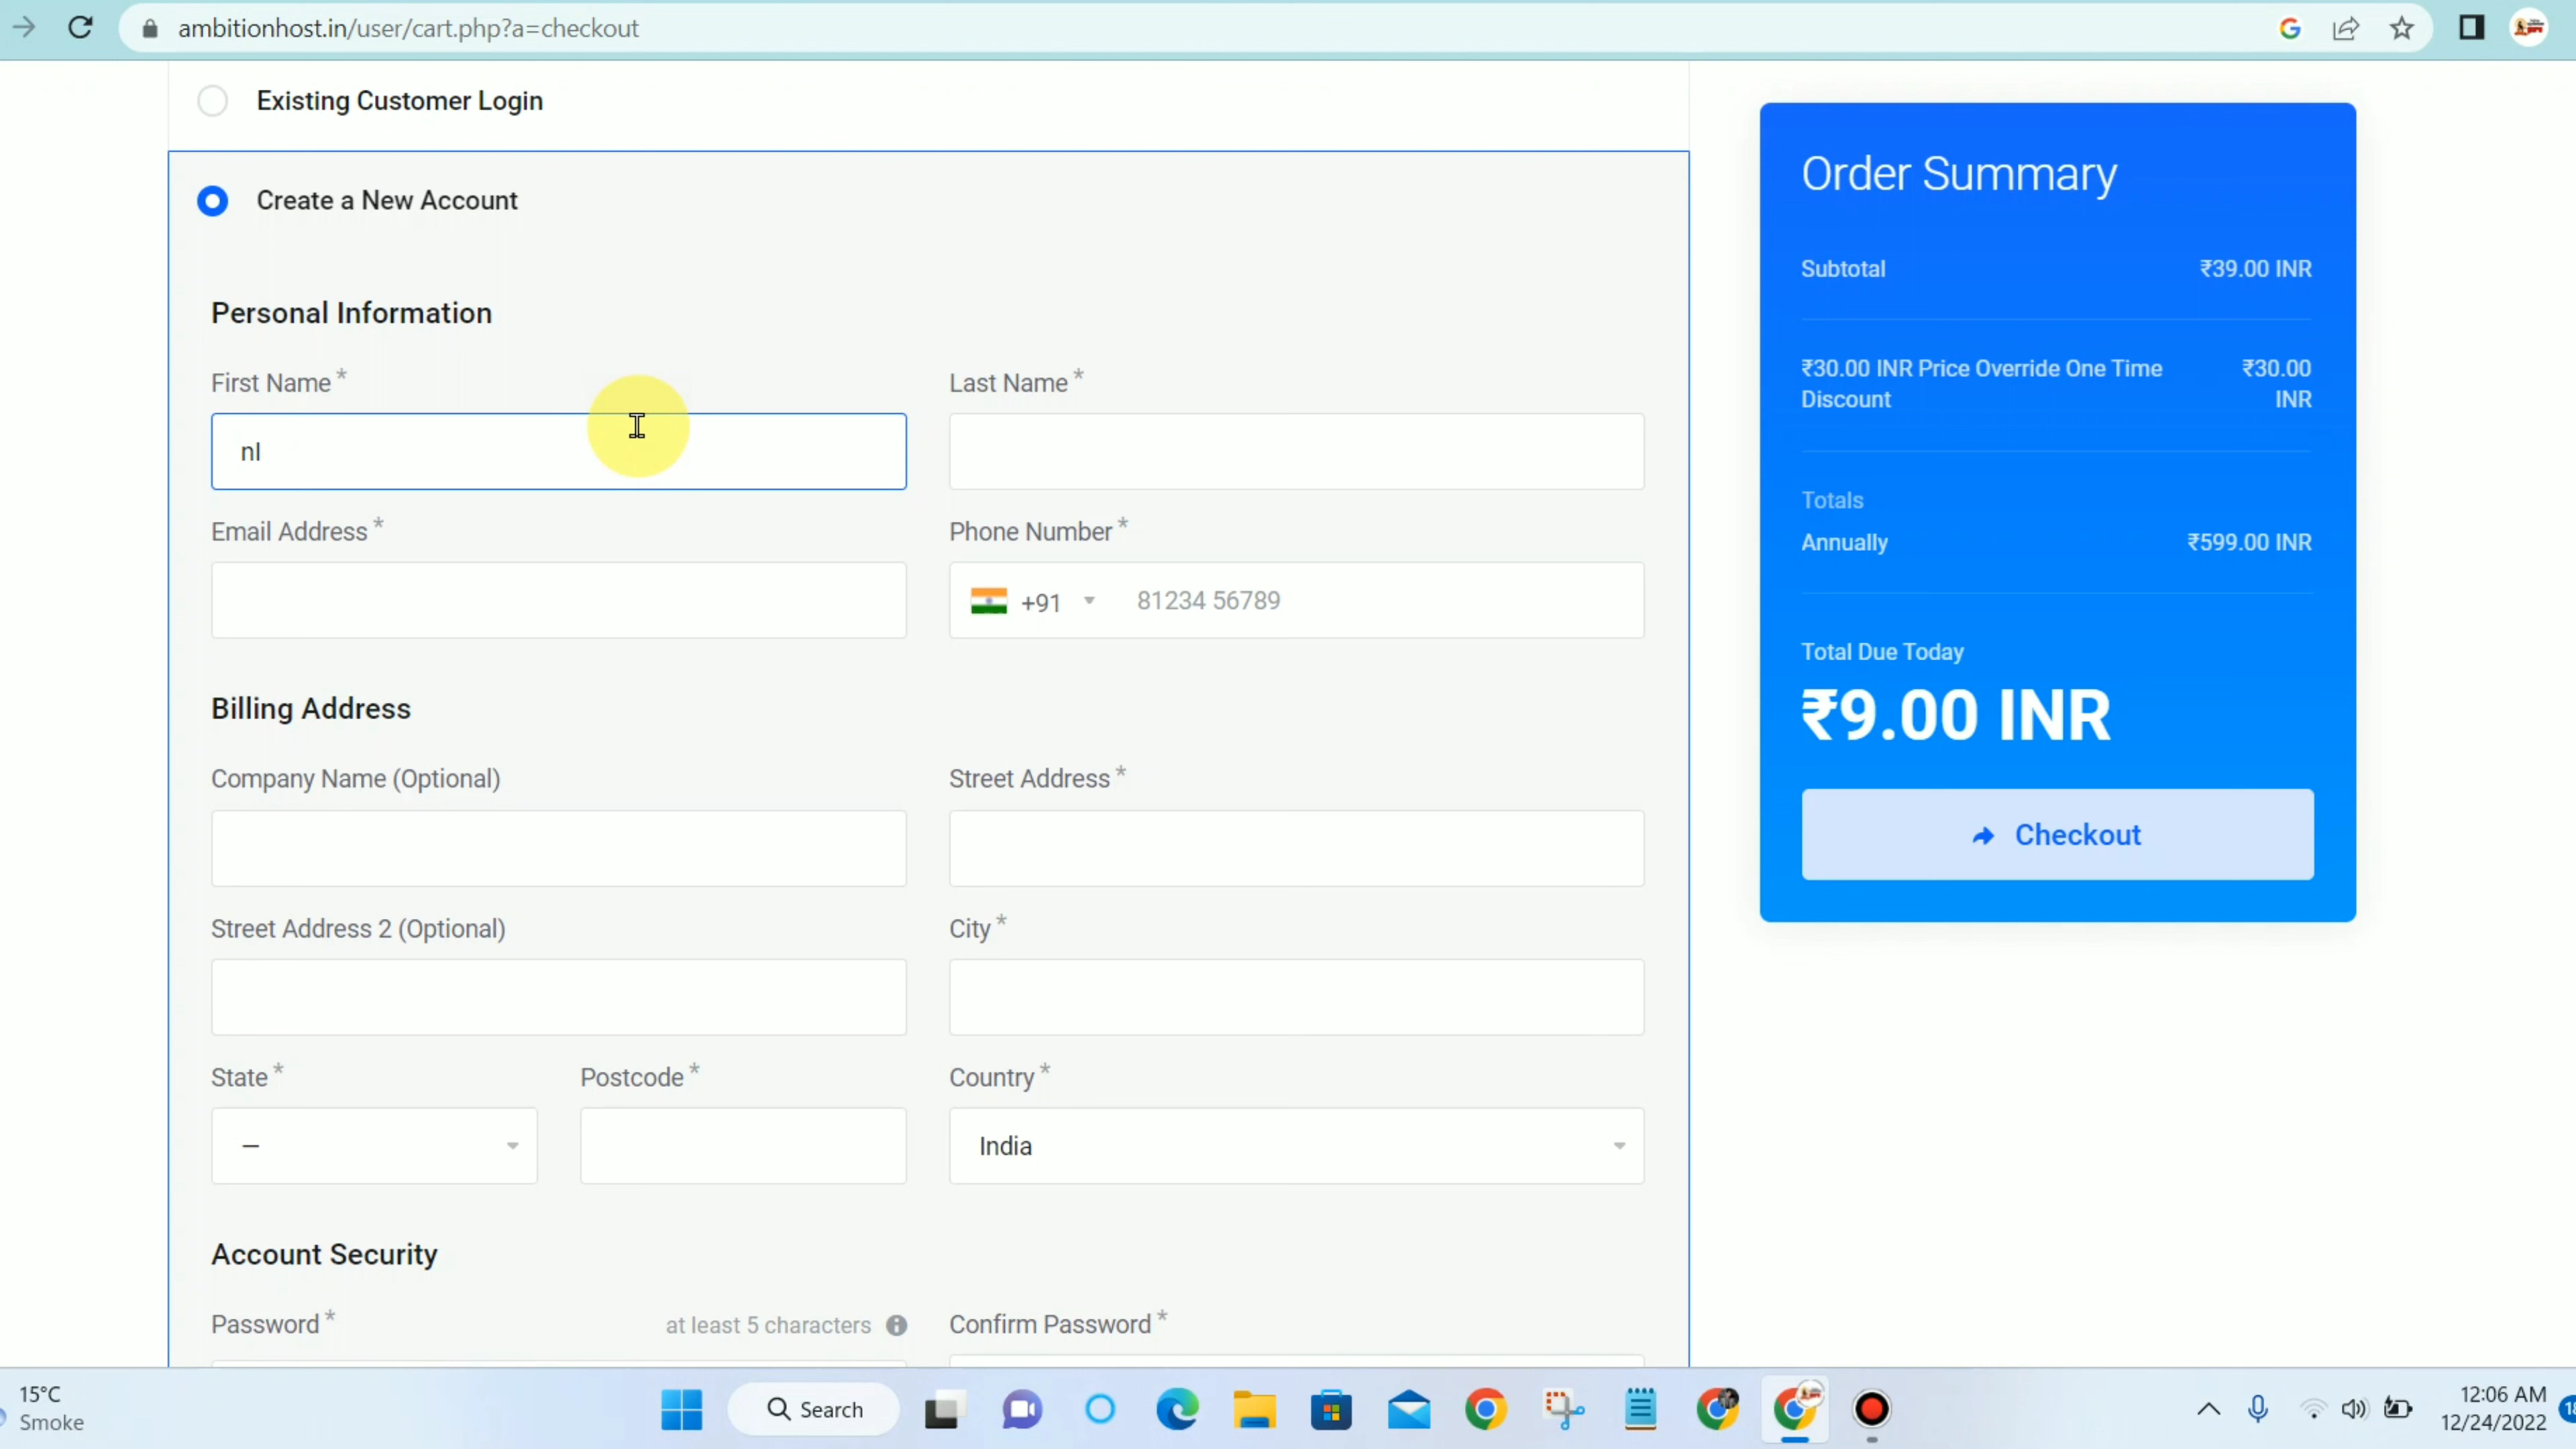 ambitionhost.in/user/cart.php?a=checkout
Existing Customer Login
Create a New Account
Personal Information
First Name *
Last Name *
nl
Email Address *
Phone Number *
+91
81234 56789
Billing Address
Company Name (Optional)
Street Address *
Street Address 2 (Optional)
City *
State *
Postcode *
Country *
—
India
Account Security
Password *
at least 5 characters
Confirm Password *
Order Summary
Subtotal
₹39.00 INR
₹30.00 INR Price Override One Time
Discount
₹30.00
INR
Totals
Annually
₹599.00 INR
Total Due Today
₹9.00 INR
Checkout
15°C
Smoke
Search
12:06 AM
12/24/2022